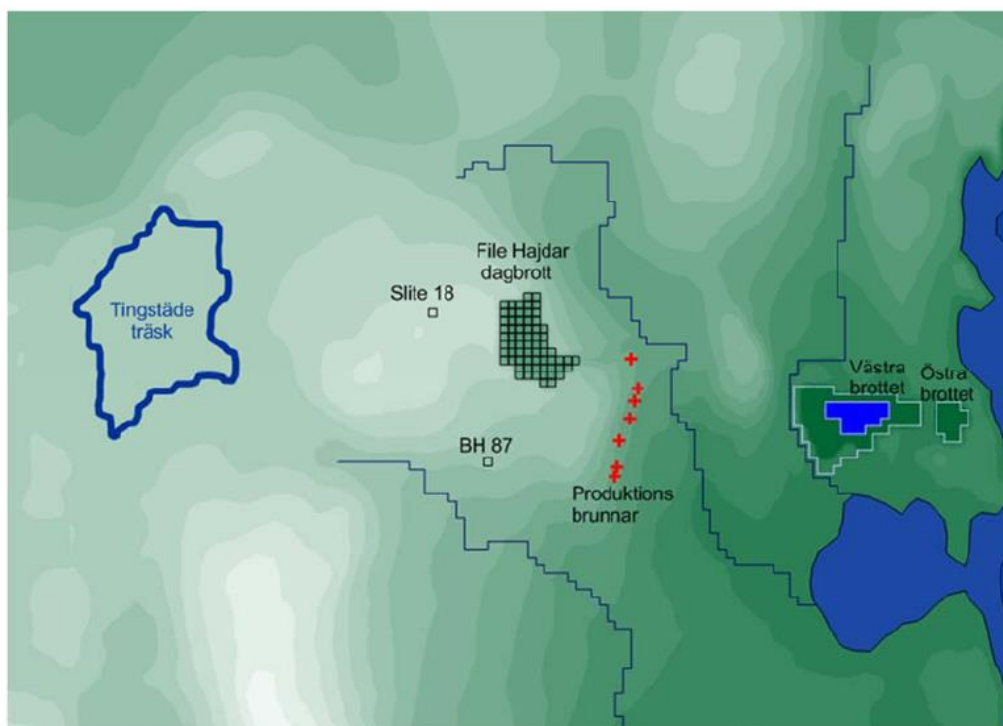 File Hajdar
dagbrott
Slite 18
Tingstäde
träsk
Västra
brottet
Östra
brottet
BH 87
Produktions
brunnar